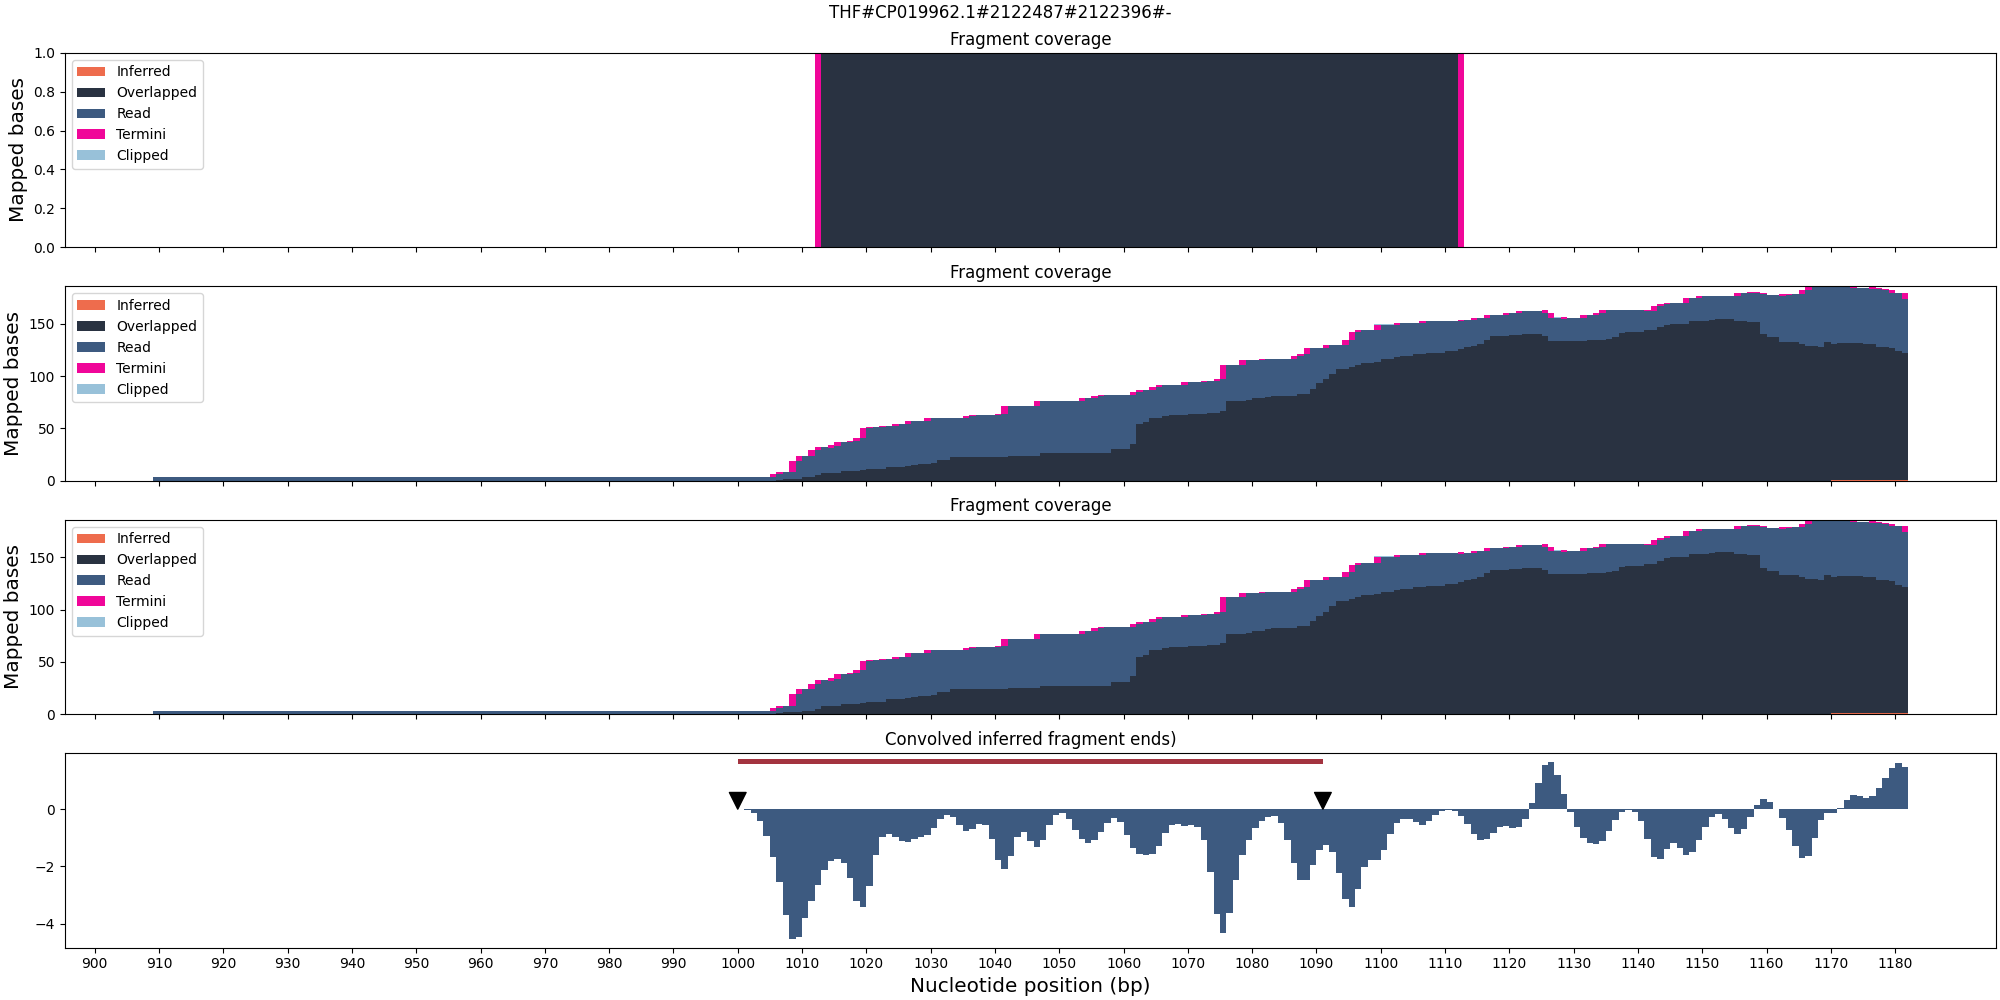 THF#CP019962.1#2122487#2122396#-
Fragment coverage
Mapped bases
1.0
0.8
0.6
0.4
0.2
0.0
Inferred
Overlapped
Read
Termini
Clipped
Fragment coverage
Mapped bases
150
100
50
0
Inferred
Overlapped
Read
Termini
Clipped
Fragment coverage
Mapped bases
150
100
50
0
Inferred
Overlapped
Read
Termini
Clipped
Convolved inferred fragment ends)
0
−2
−4
900 910 920 930 940 950 960 970 980 990 1000 1010 1020 1030 1040 1050 1060 1070 1080 1090 1100 1110 1120 1130 1140 1150 1160 1170 1180
Nucleotide position (bp)